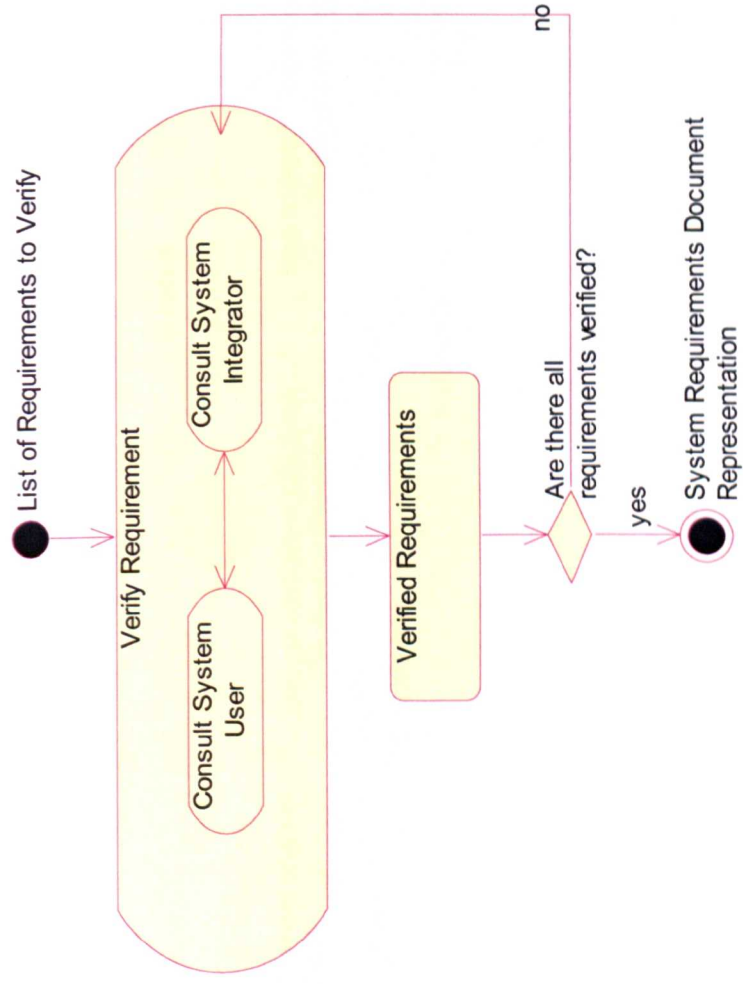 List of Requirements to Verify
Verify Requirement
Consult System
User
Consult System
Integrator
Verified Requirements
Are there all
requirements verified?
no
yes
System Requirements Document
Representation